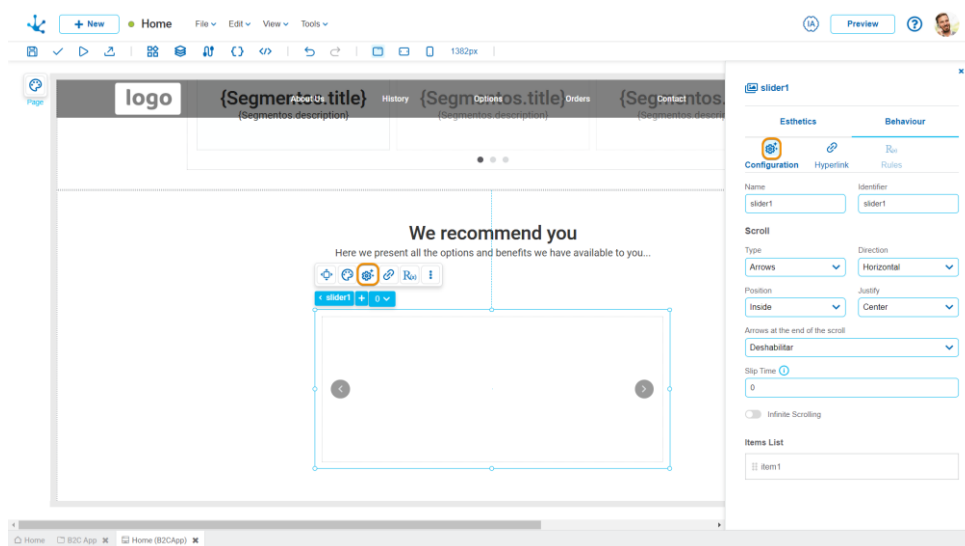 + New Home File Edit View Tools IA Preview ?
1382px
Page
logo {Segmentos.title} About Us History {Segmentos.title} Options Orders {Segmentos. Contact
{Segmentos.description} {Segmentos.description} {Segmentos.descrip
We recommend you
Here we present all the options and benefits we have available to you...
R(x)
slider1 + 0
slider1
Esthetics Behaviour
R(x)
Configuration Hyperlink Rules
Name Identifier
slider1 slider1
Scroll
Type Direction
Arrows Horizontal
Position Justify
Inside Center
Arrows at the end of the scroll
Deshabilitar
Slip Time
0
Infinite Scrolling
Items List
item1
Home B2C App Home (B2CApp)